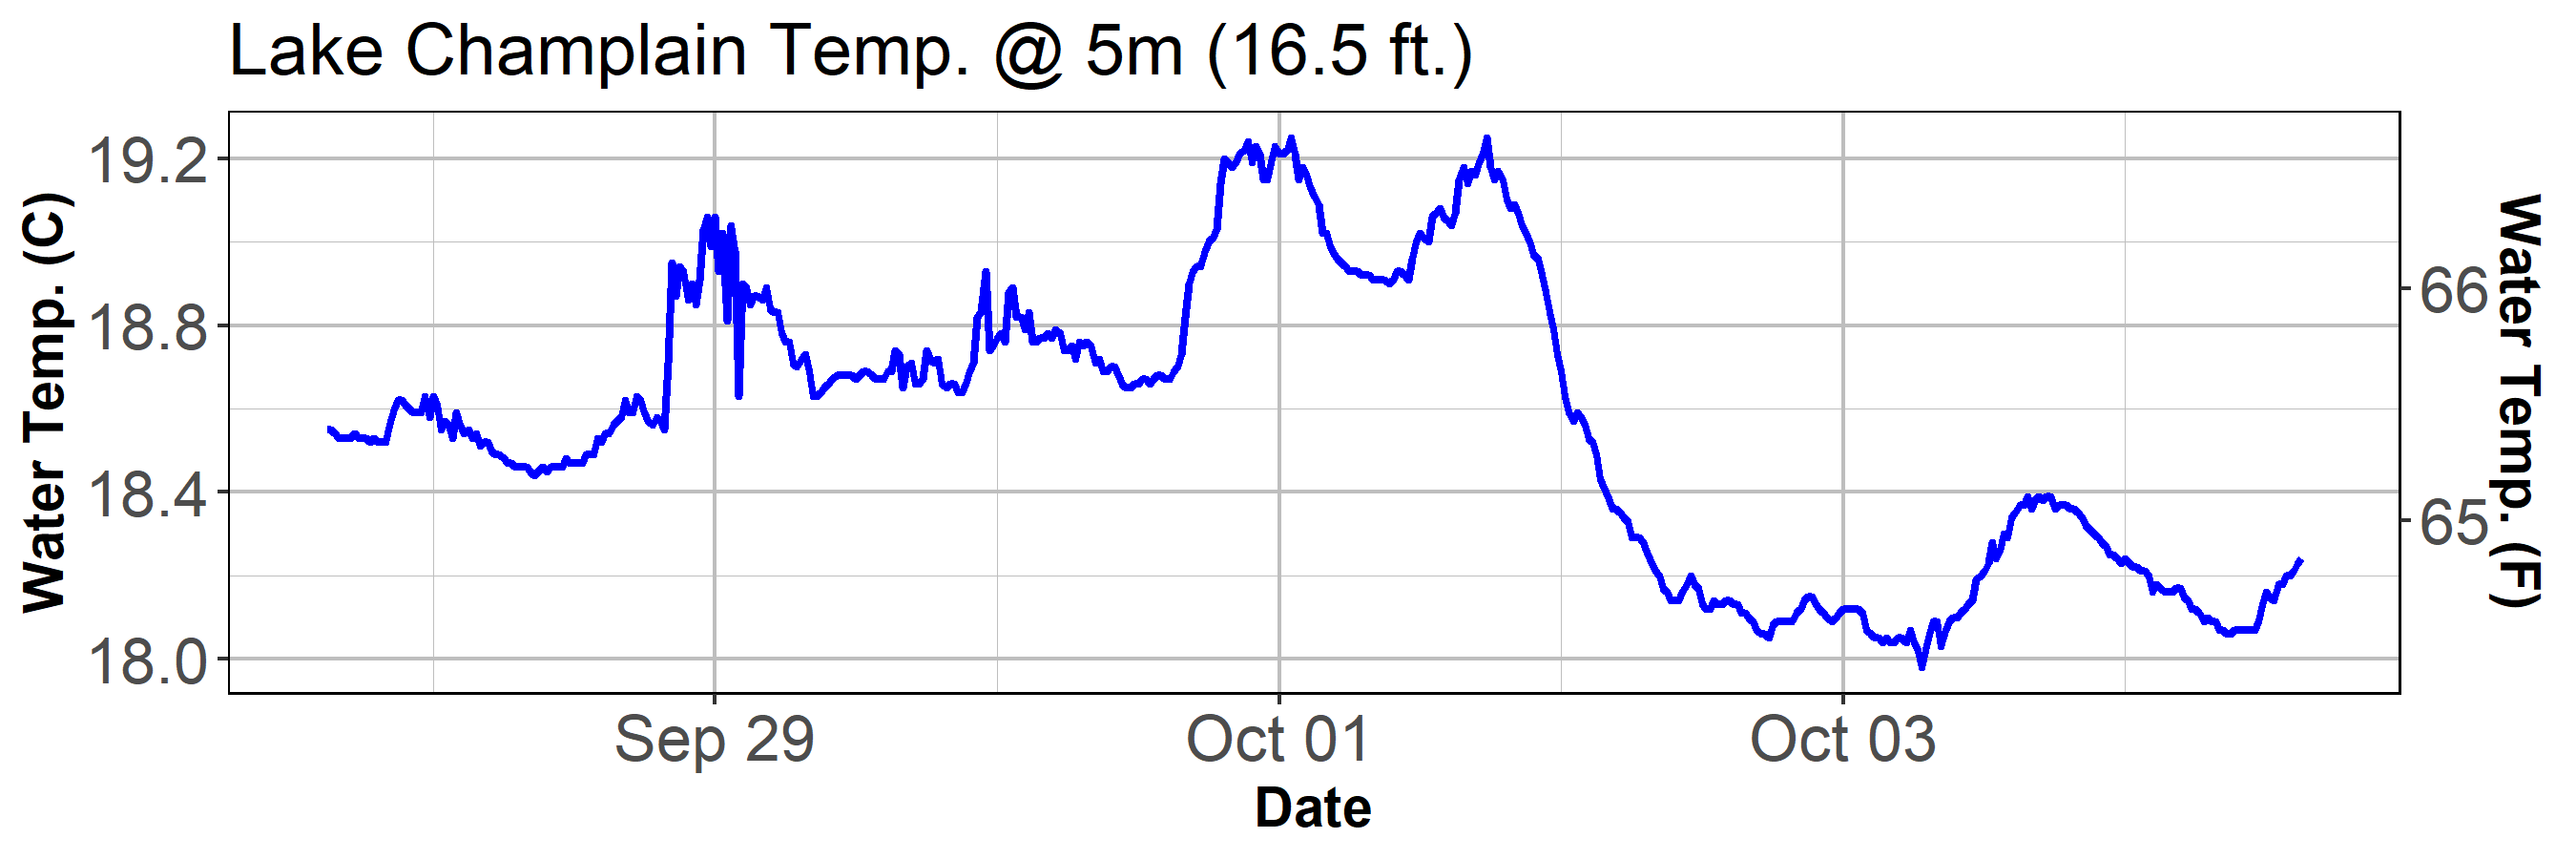 Lake Champlain Temp. @ 5m (16.5 ft.)
Water Temp. (C)
19.2
18.8
18.4
18.0
66
65
Water Temp. (F)
Sep 29
Oct 01
Oct 03
Date